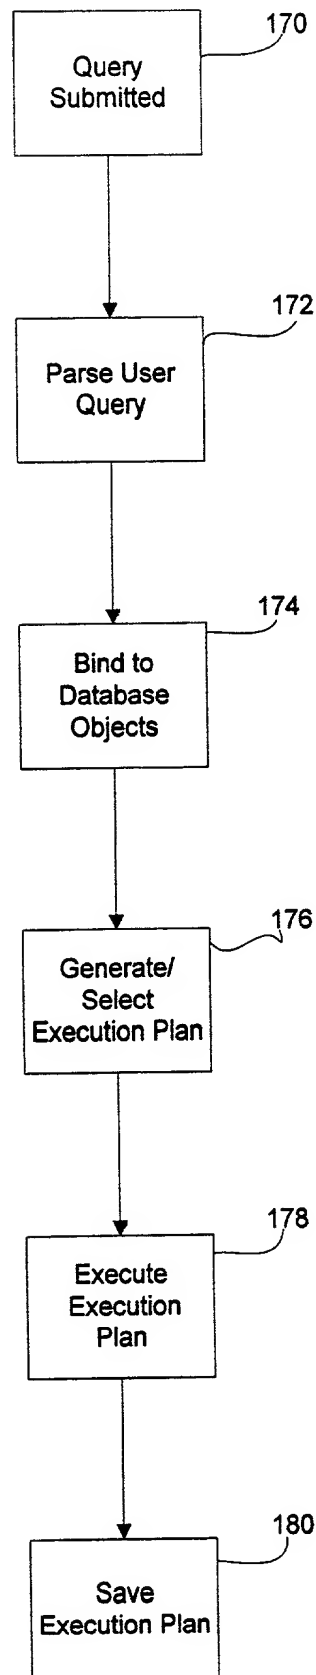 170
Query
Submitted
172
Parse User
Query
174
Bind to
Database
Objects
176
Generate/
Select
Execution Plan
178
Execute
Execution
Plan
180
Save
Execution Plan